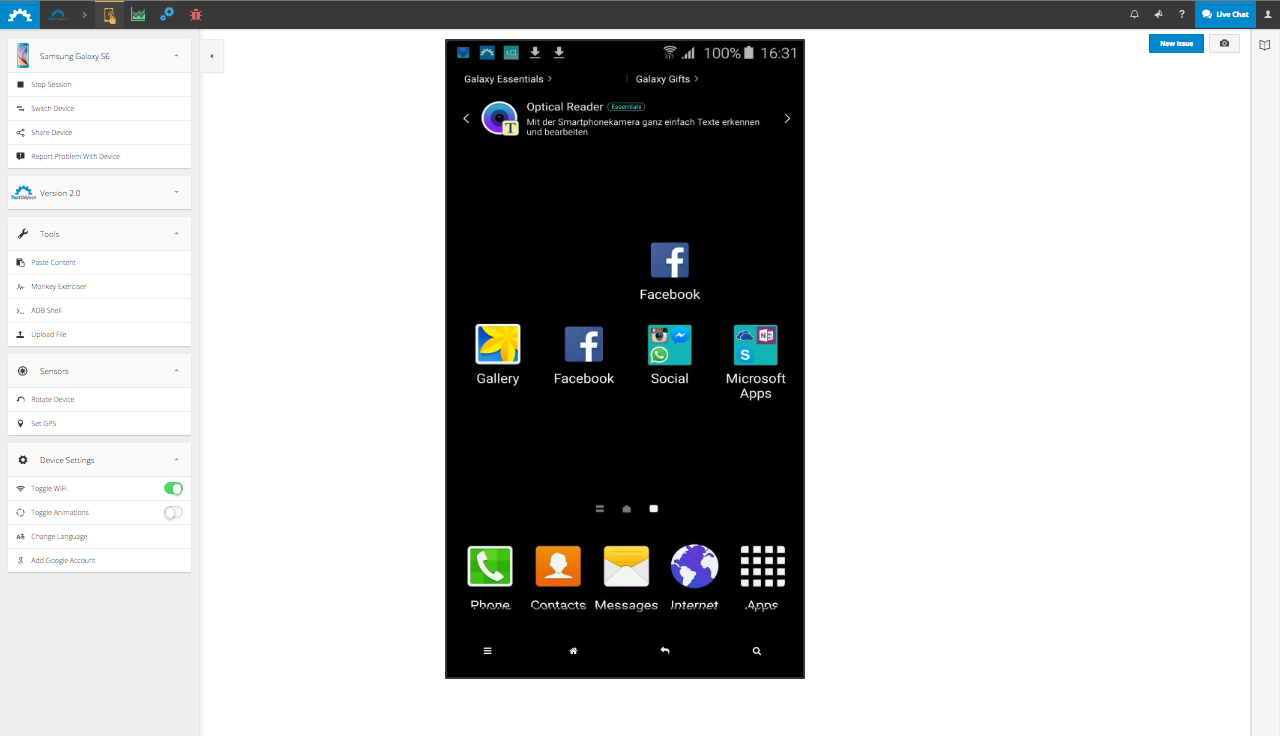 Live Chat
Samsung Galaxy S6
Stop Session
Switch Device
Share Device
Report Problem With Device
TestObject
Version 2.0
Tools
Paste Content
Monkey Exerciser
ADB Shell
Upload File
Sensors
Rotate Device
Set GPS
Device Settings
Toggle WiFi
Toggle Animations
Change Language
Add Google Account
New Issue
100% 16:31
Galaxy Essentials
Galaxy Gifts
Optical Reader Essentials
Mit der Smartphonekamera ganz einfach Texte erkennen
und bearbeiten
Facebook
Gallery
Facebook
Social
Microsoft
Apps
Phone
Contacts
Messages
Internet
Apps